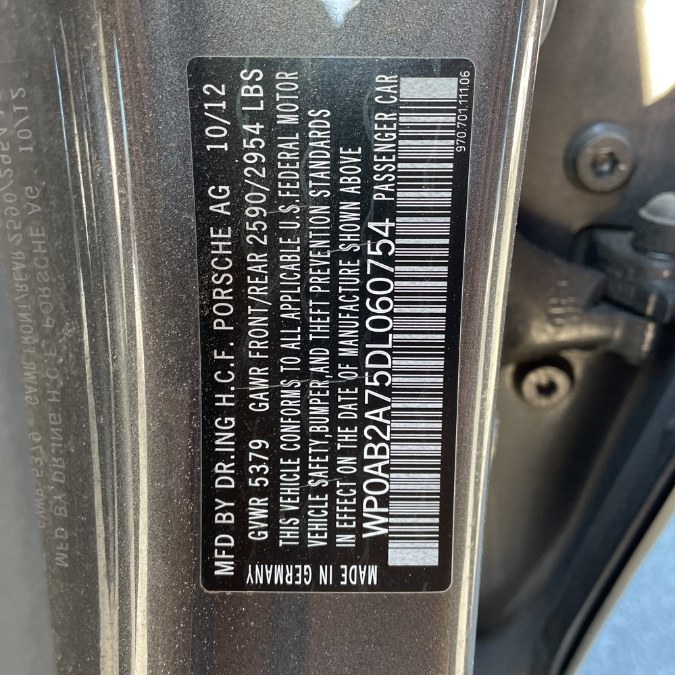 MFD BY DR.ING H.C.F. PORSCHE AG 10/12
GVWR 5379 GAWR FRONT/REAR 2590/2954 LBS
THIS VEHICLE CONFORMS TO ALL APPLICABLE U.S.FEDERAL MOTOR
VEHICLE SAFETY,BUMPER,AND THEFT PREVENTION STANDARDS
IN EFFECT ON THE DATE OF MANUFACTURE SHOWN ABOVE
WP0AB2A75DL060754 PASSENGER CAR
MADE IN GERMANY
970.701.111.06